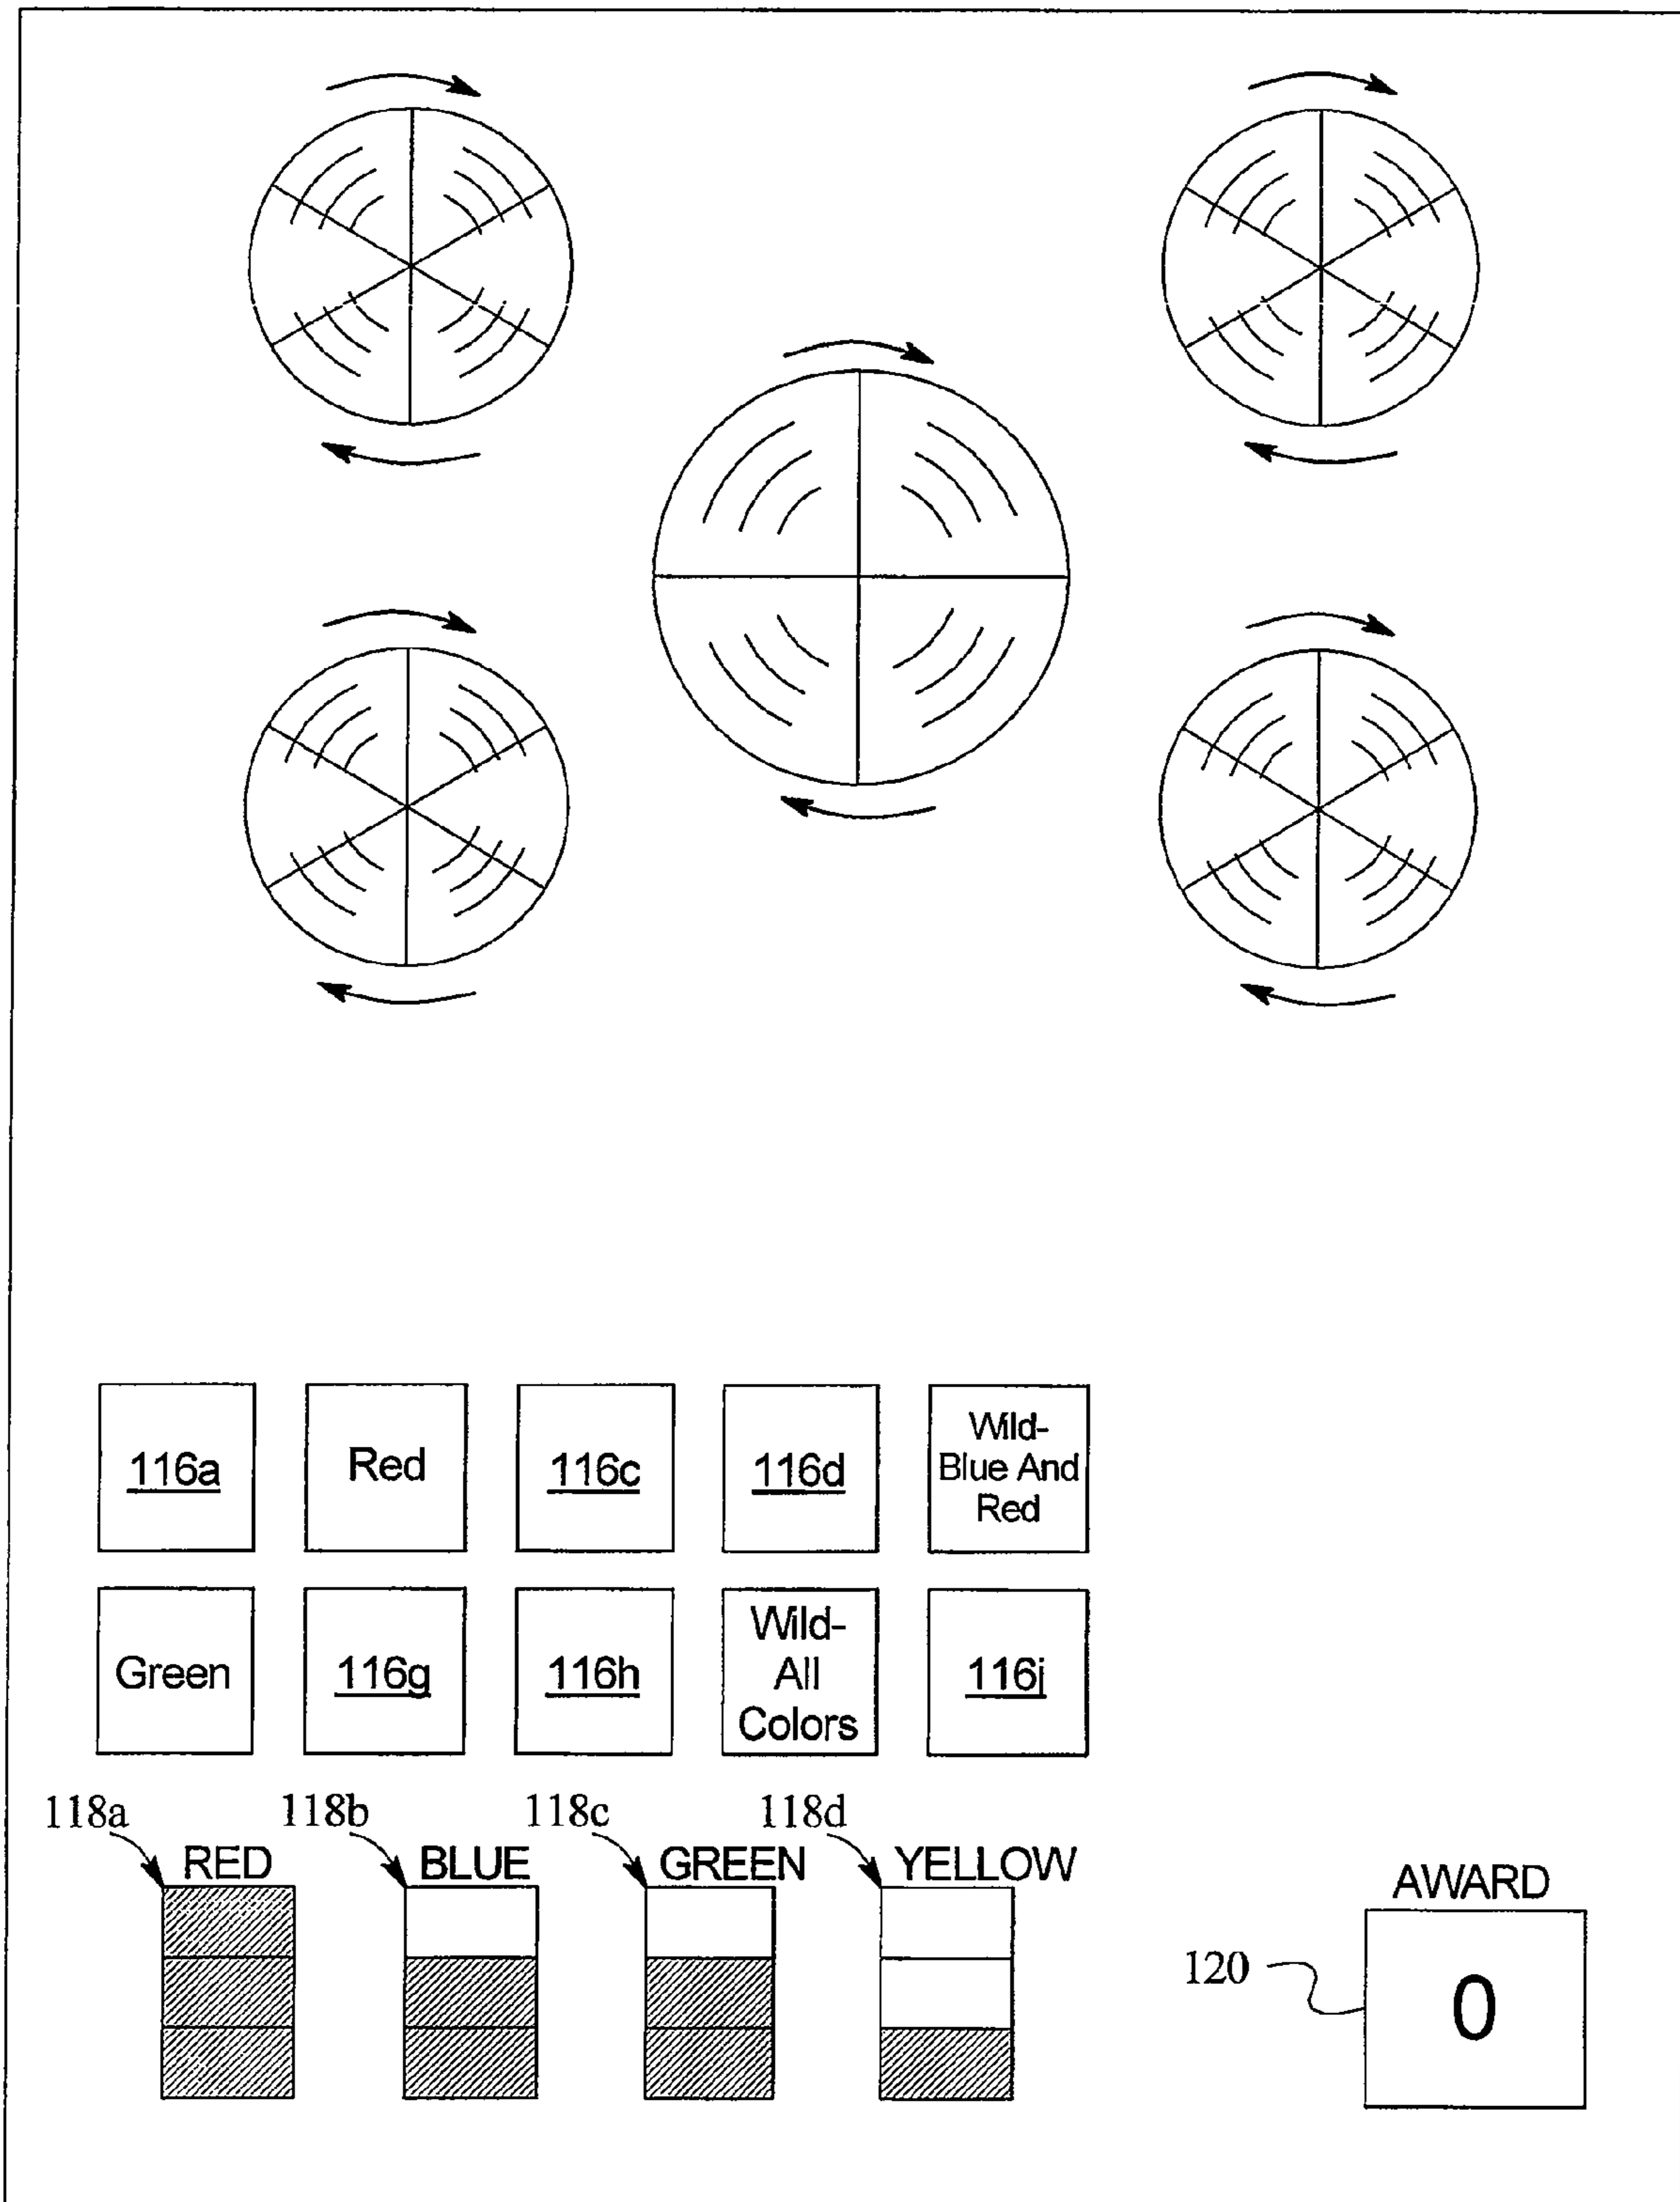 116a
Red
116c
116d
Wild-
Blue And
Red
Green
116g
116h
Wild-
All
Colors
116j
118a
118b
118c
118d
RED
BLUE
GREEN
YELLOW
AWARD
120
0